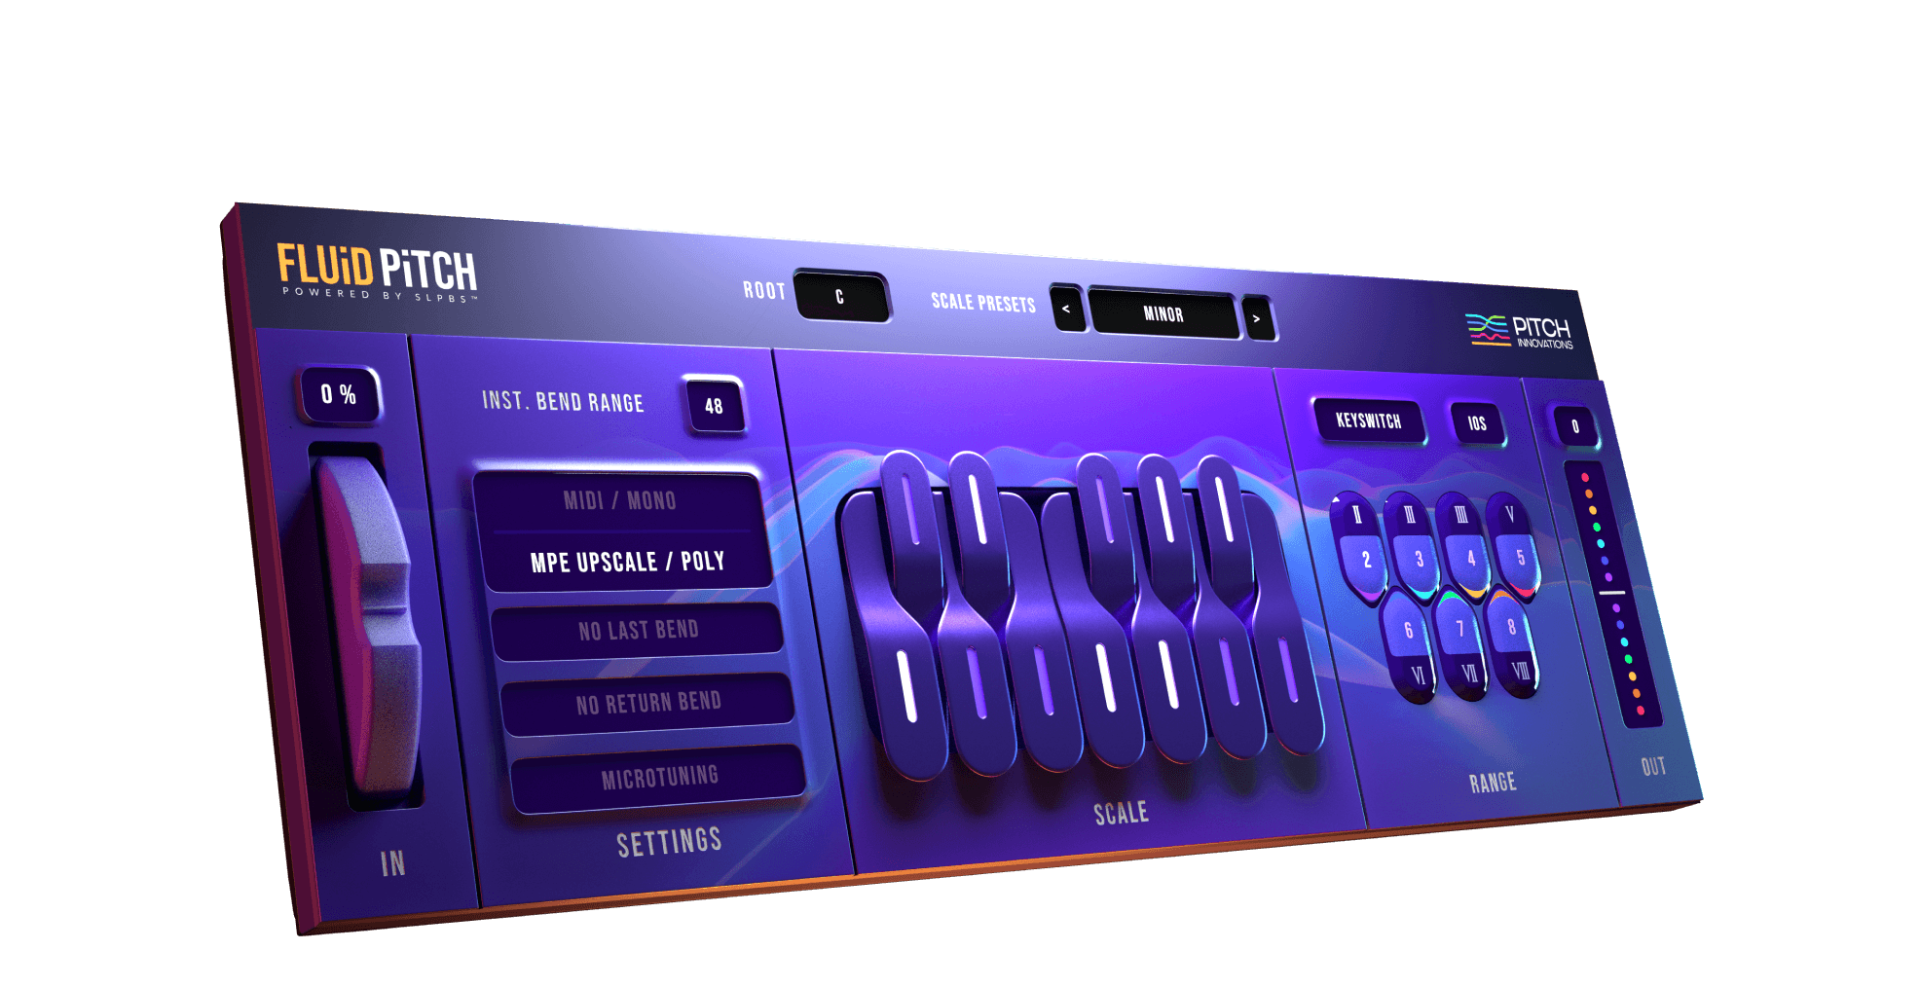 FLUiD PiTCH
POWERED BY SLPBS™
ROOT
C
SCALE PRESETS
<
MINOR
>
PITCH
INNOVATIONS
0 %
IN
INST. BEND RANGE
48
MIDI / MONO
MPE UPSCALE / POLY
NO LAST BEND
NO RETURN BEND
MICROTUNING
SETTINGS
SCALE
KEYSWITCH
IOS
II III IIII V
2 3 4 5
6 7 8
VI VII VIII
RANGE
0
OUT